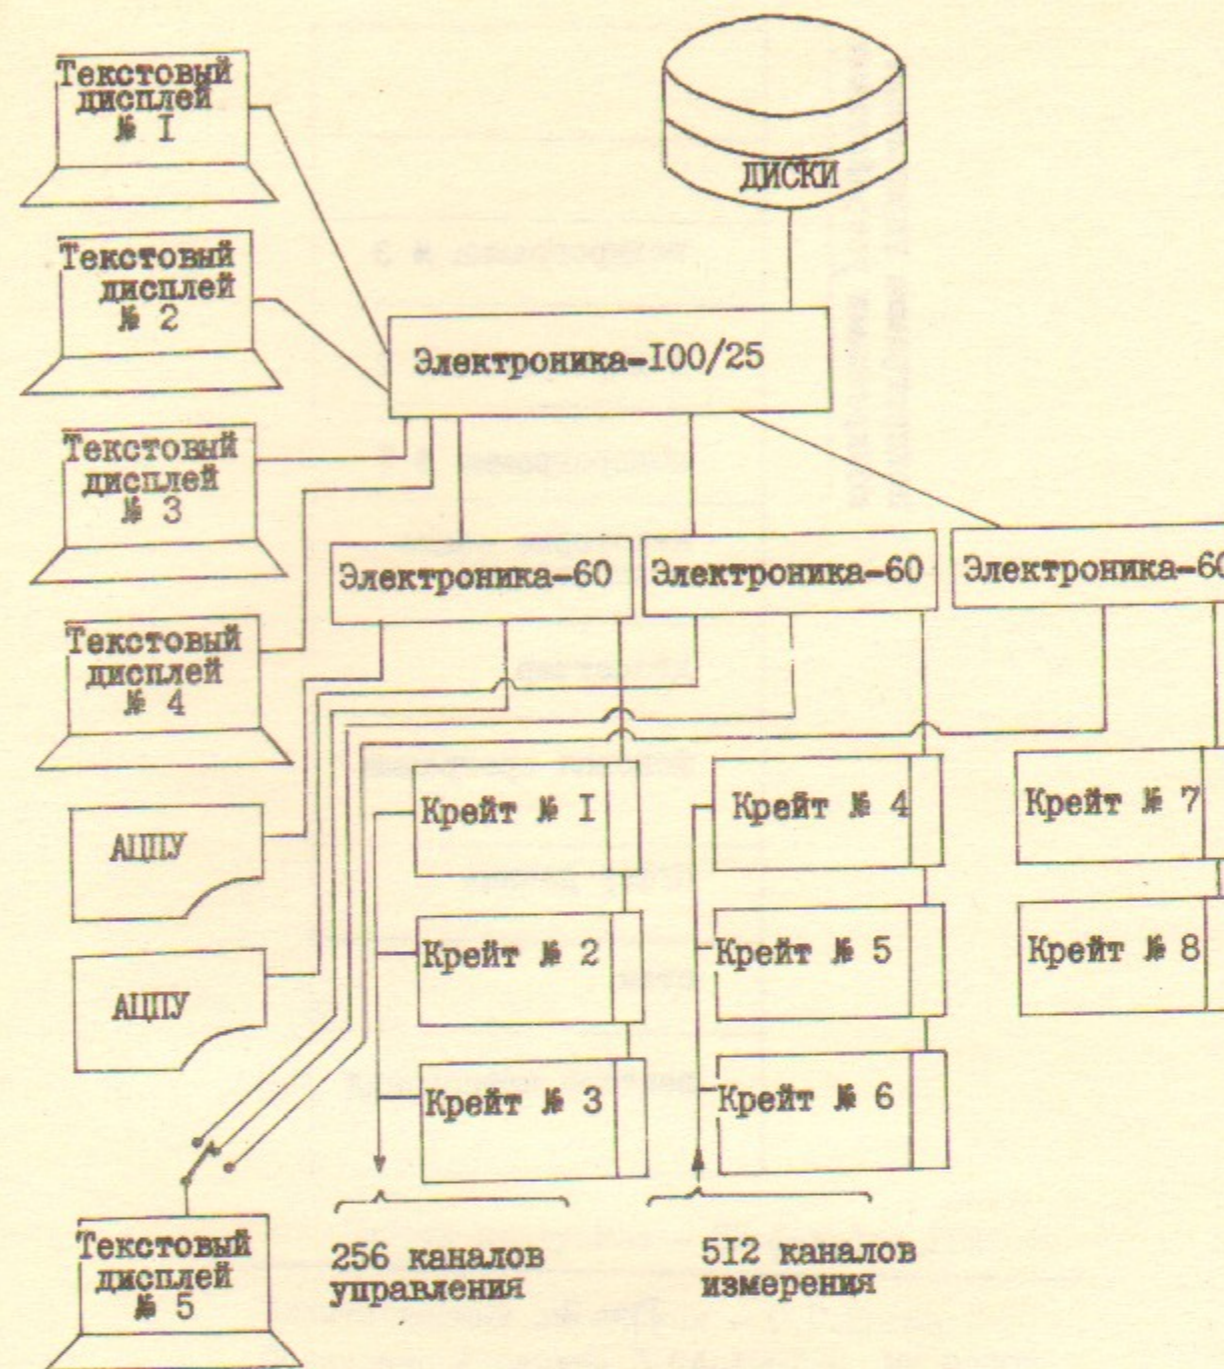 Текстовый
дисплей
№ I
ДИСКИ
Текстовый
дисплей
№ 2
Электроника-I00/25
Текстовый
дисплей
№ 3
Электроника-60
Электроника-60
Электроника-60
Текстовый
дисплей
№ 4
АЦПУ
Крейт № I
Крейт № 4
Крейт № 7
АЦПУ
Крейт № 2
Крейт № 5
Крейт № 8
Крейт № 3
Крейт № 6
Текстовый
дисплей
№ 5
256 каналов
управления
5I2 каналов
измерения